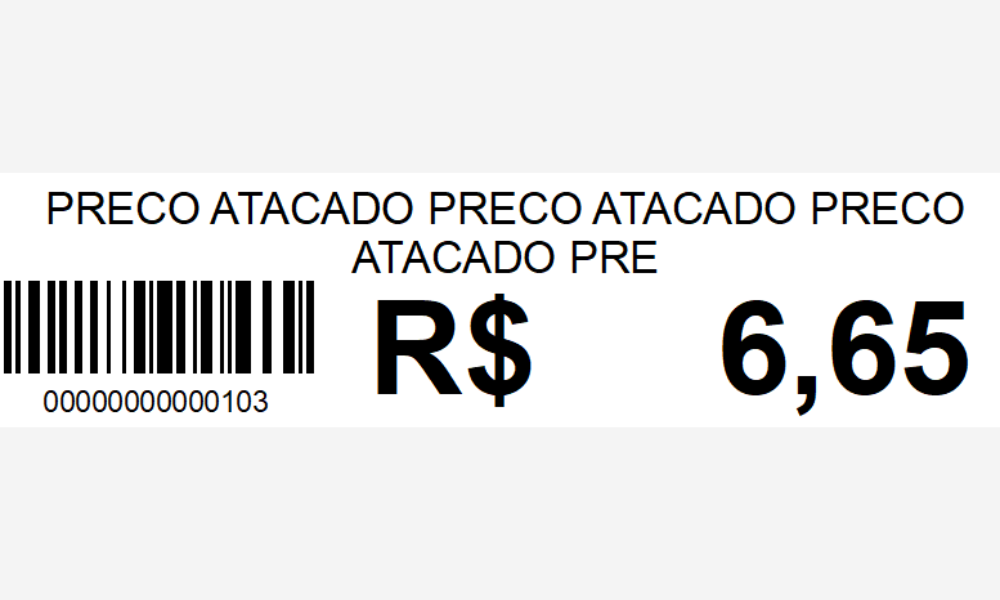 PRECO ATACADO PRECO ATACADO PRECO
ATACADO PRE
R$ 6,65
00000000000103